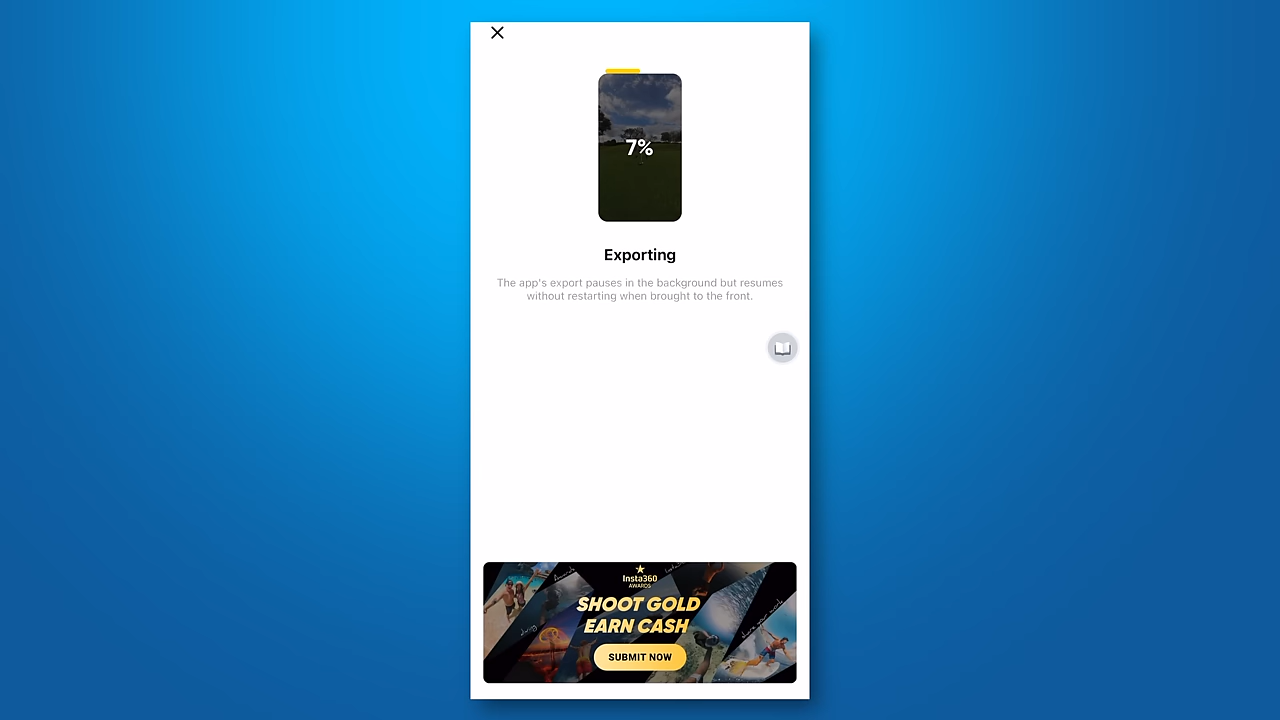 7%
Exporting
The app's export pauses in the background but resumes
without restarting when brought to the front.
Insta360
AWARDS
SHOOT GOLD
EARN CASH
SUBMIT NOW